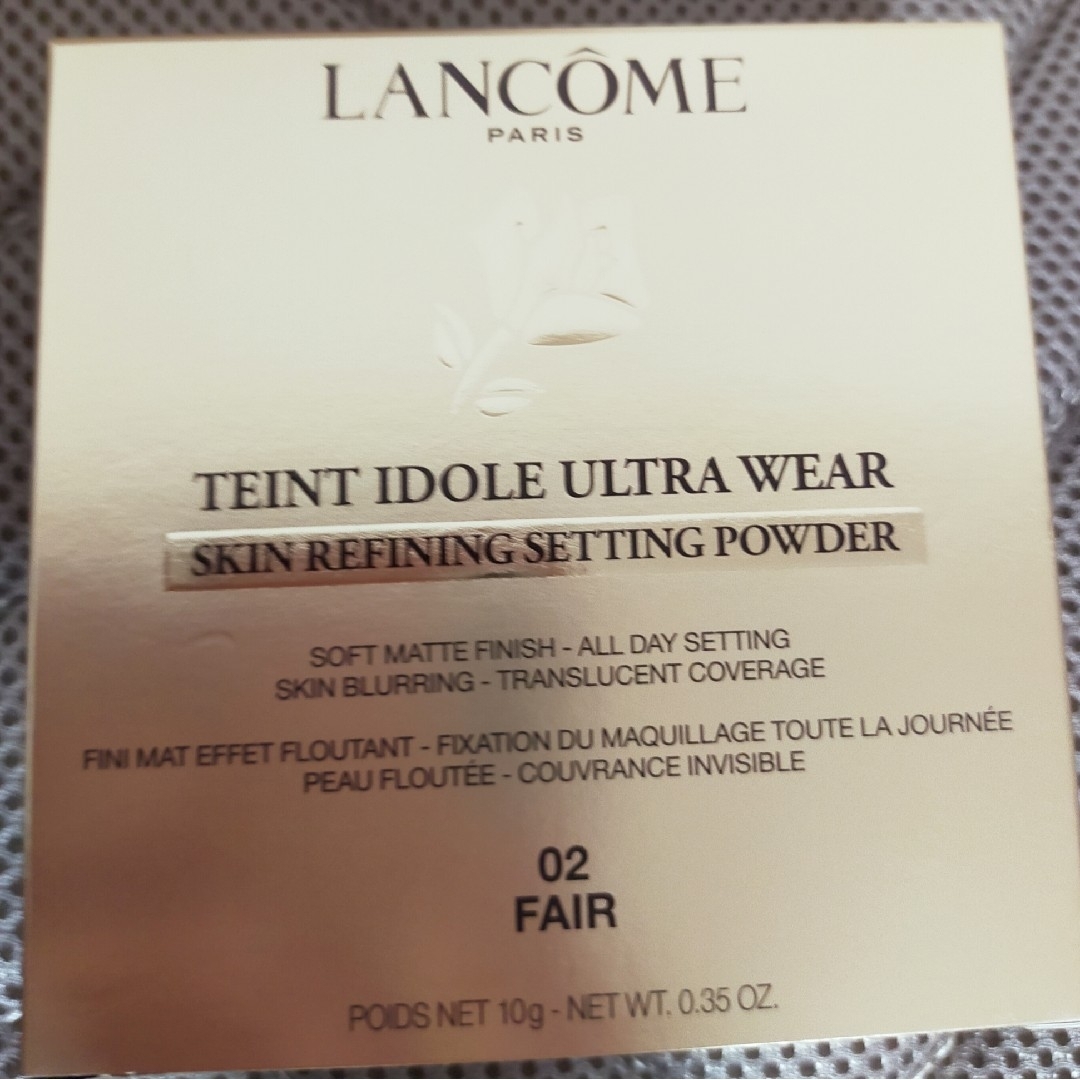 LANCÔME
PARIS
TEINT IDOLE ULTRA WEAR
SKIN REFINING SETTING POWDER
SOFT MATTE FINISH - ALL DAY SETTING
SKIN BLURRING - TRANSLUCENT COVERAGE
FINI MAT EFFET FLOUTANT - FIXATION DU MAQUILLAGE TOUTE LA JOURNÉE
PEAU FLOUTÉE - COUVRANCE INVISIBLE
02
FAIR
POIDS NET 10g - NET WT. 0.35 OZ.